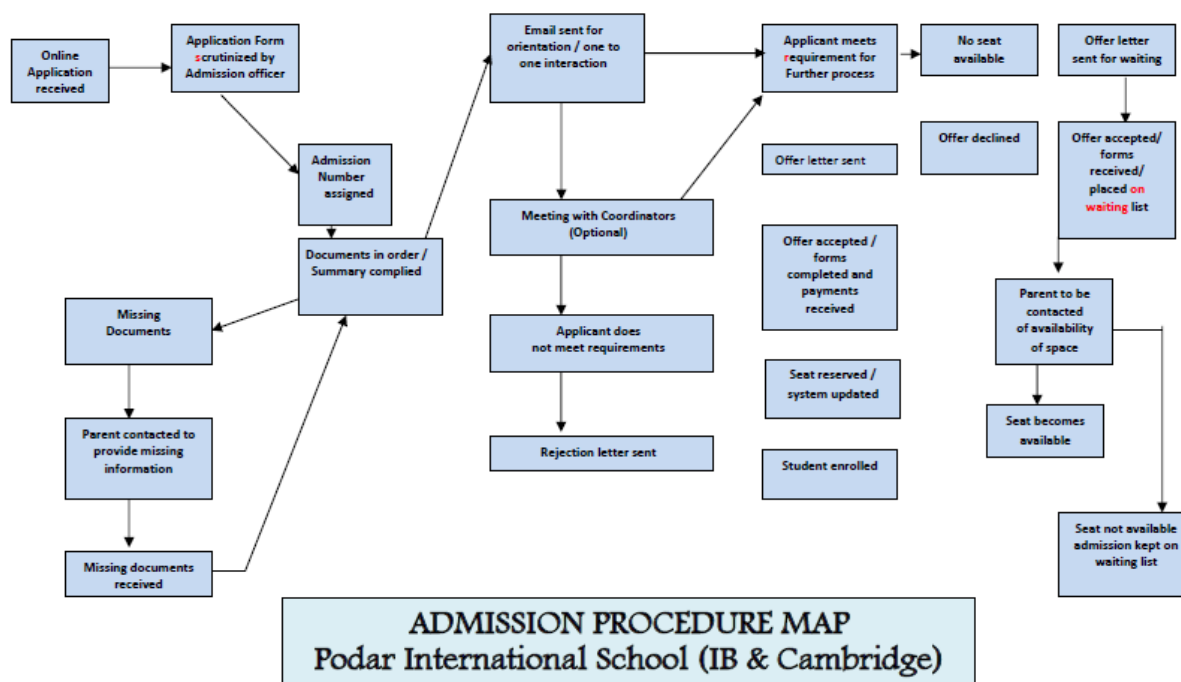 Online
Application
received
Application Form
scrutinized by
Admission officer
Admission
Number
assigned
Documents in order /
Summary complied
Missing
Documents
Parent contacted to
provide missing
information
Missing documents
received
Email sent for
orientation / one to
one interaction
Meeting with Coordinators
(Optional)
Applicant does
not meet requirements
Rejection letter sent
Applicant meets
requirement for
Further process
Offer letter sent
Offer accepted /
forms
completed and
payments
received
Seat reserved /
system updated
Student enrolled
No seat
available
Offer declined
Offer letter
sent for waiting
Offer accepted/
forms
received/
placed on
waiting list
Parent to be
contacted
of availability
of space
Seat becomes
available
Seat not available
admission kept on
waiting list
ADMISSION PROCEDURE MAP
Podar International School (IB & Cambridge)